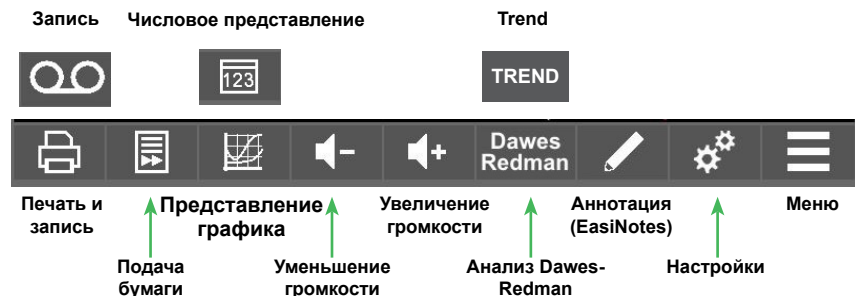 Запись Числовое представление Trend
123 TREND
Dawes
Redman
Печать и
запись
Представление
графика
Увеличение
громкости
Аннотация
(EasiNotes)
Меню
Подача
бумаги
Уменьшение
громкости
Анализ Dawes-
Redman
Настройки